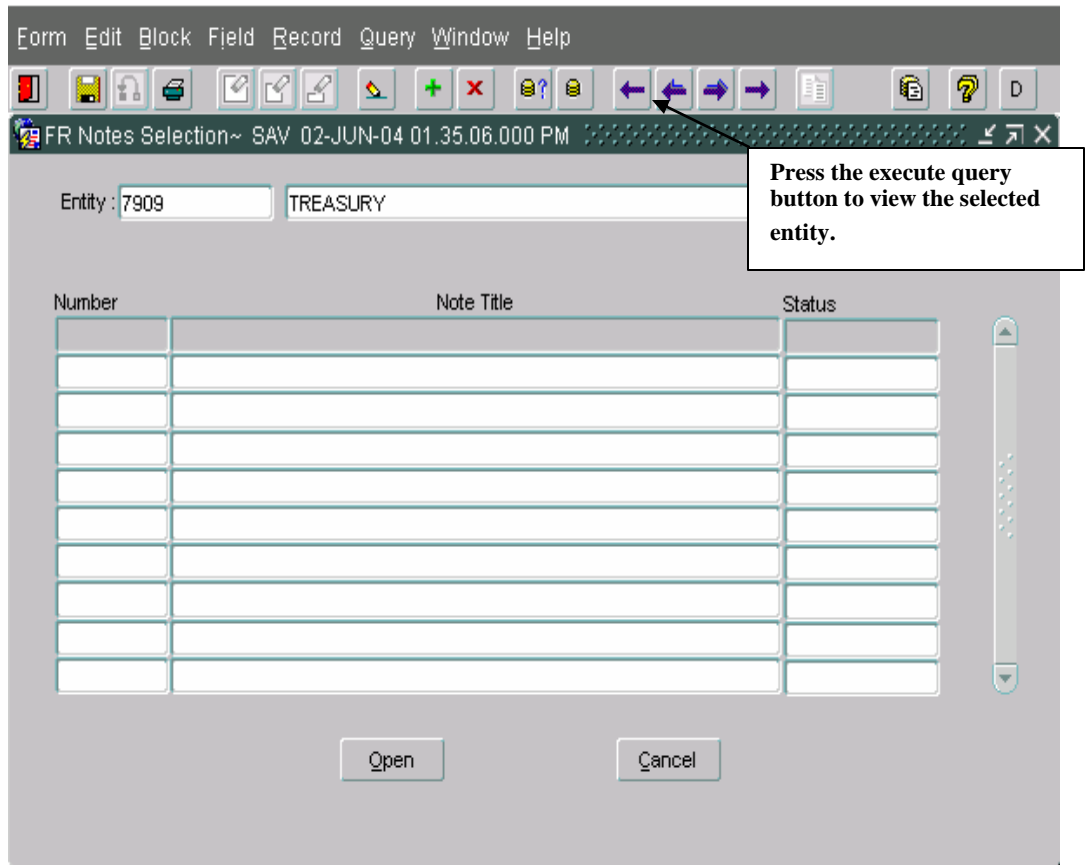 Form Edit Block Field Record Query Window Help
? ? D
FR Notes Selection~ SAV 02-JUN-04 01.35.06.000 PM
Press the execute query
button to view the selected
entity.
Entity : 7909 TREASURY
Number Note Title Status
Open Cancel